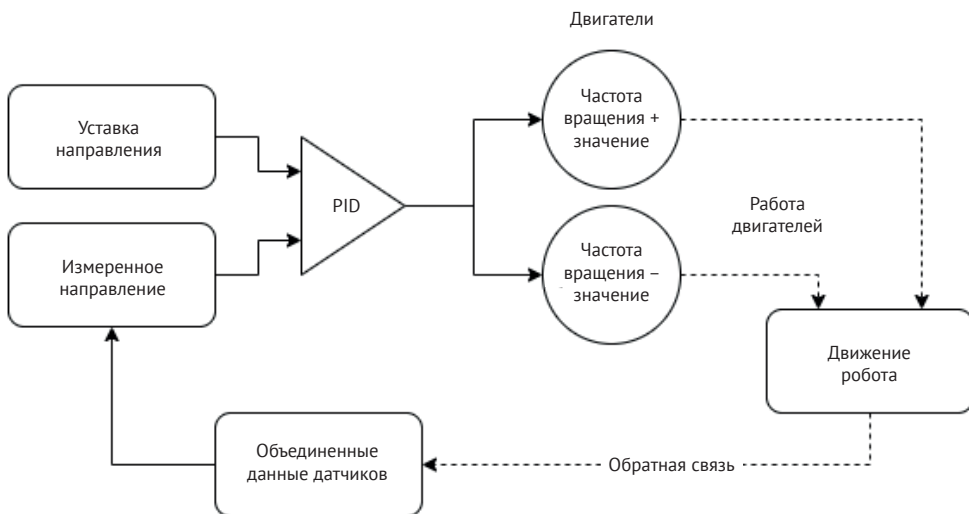 Двигатели
Уставка
направления
Частота
вращения +
значение
PID
Работа
двигателей
Измеренное
направление
Частота
вращения –
значение
Движение
робота
Объединенные
данные датчиков
Обратная связь